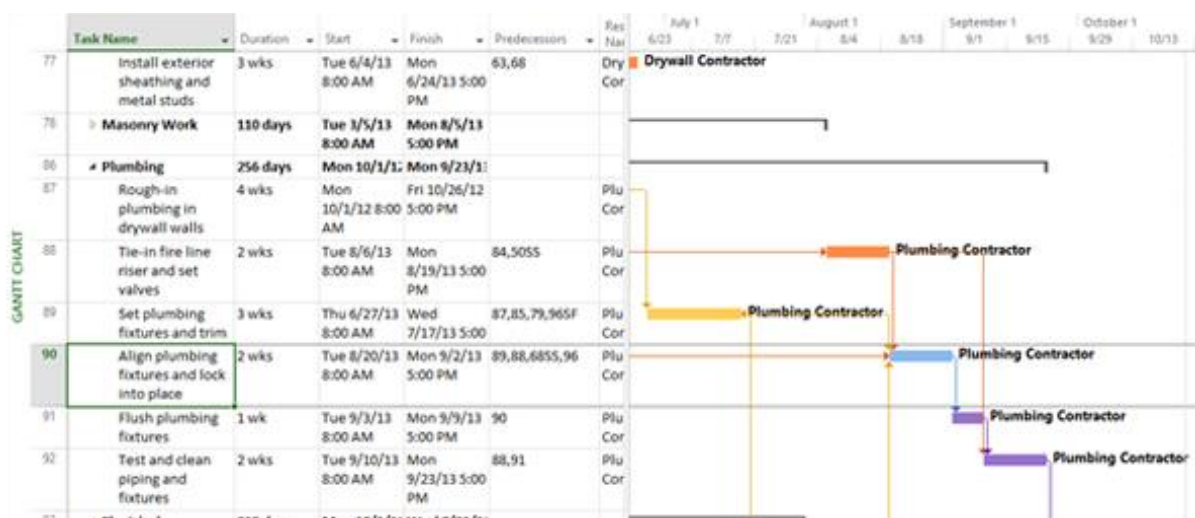 July 1 August 1 September 1 October 1
Task Name Duration Start Finish Predecessors Res Nar 6/23 7/7 7/21 8/4 8/18 9/1 9/15 9/29 10/13
77 Install exterior 3 wks Tue 6/4/13 Mon 63,68 Dry Drywall Contractor
sheathing and 8:00 AM 6/24/13 5:00 Cor
metal studs PM
78 Masonry Work 110 days Tue 3/5/13 Mon 8/5/13
8:00 AM 5:00 PM
86 Plumbing 256 days Mon 10/1/1 Mon 9/23/1
87 Rough-in 4 wks Mon Fri 10/26/12 Plu
plumbing in 10/1/12 8:00 5:00 PM Cor
drywall walls AM
GANTT CHART
88 Tie-in fire line 2 wks Tue 8/6/13 Mon 84,50SS Plu Plumbing Contractor
riser and set 8:00 AM 8/19/13 5:00 Cor
valves PM
89 Set plumbing 3 wks Thu 6/27/13 Wed 87,85,79,96SF Plu Plumbing Contractor
fixtures and trim 8:00 AM 7/17/13 5:00 Cor
90 Align plumbing 2 wks Tue 8/20/13 Mon 9/2/13 89,88,68SS,96 Plu Plumbing Contractor
fixtures and lock 8:00 AM 5:00 PM Cor
into place
91 Flush plumbing 1 wk Tue 9/3/13 Mon 9/9/13 90 Plu Plumbing Contractor
fixtures 8:00 AM 5:00 PM Cor
92 Test and clean 2 wks Tue 9/10/13 Mon 88,91 Plu Plumbing Contractor
piping and 8:00 AM 9/23/13 5:00 Cor
fixtures PM